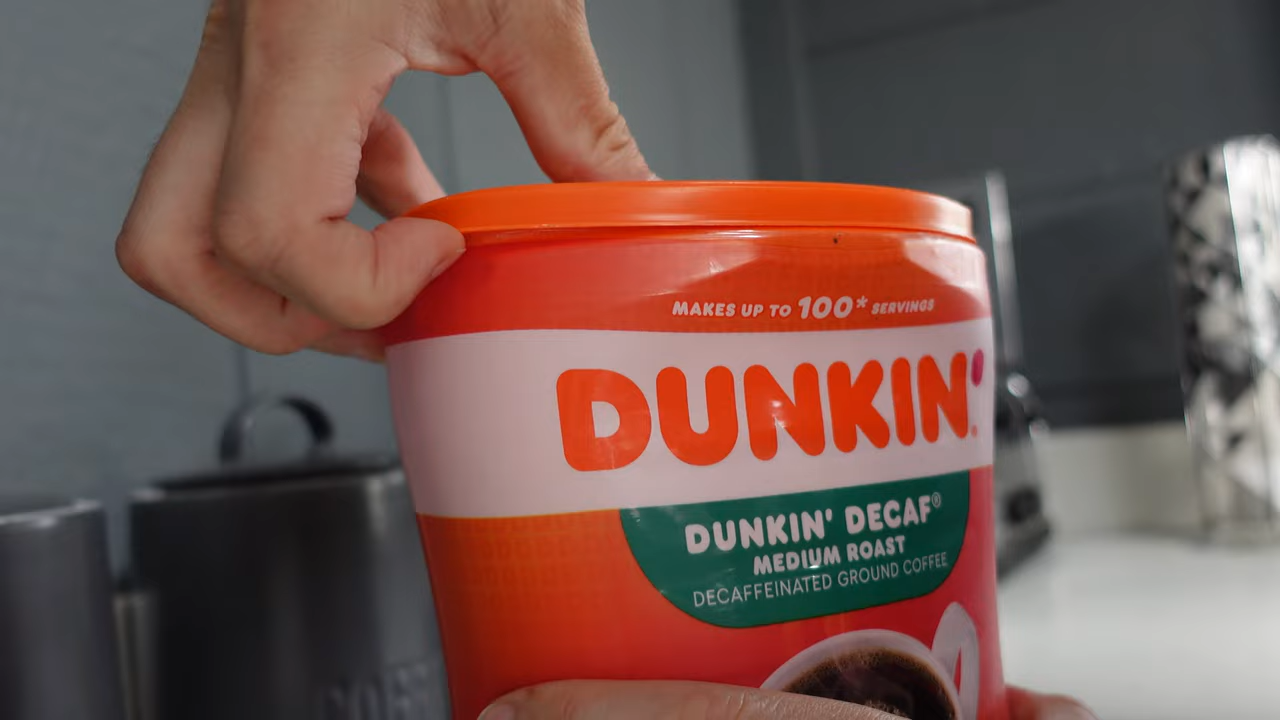 MAKES UP TO 100* SERVINGS
DUNKIN'
DUNKIN' DECAF®
MEDIUM ROAST
DECAFFEINATED GROUND COFFEE